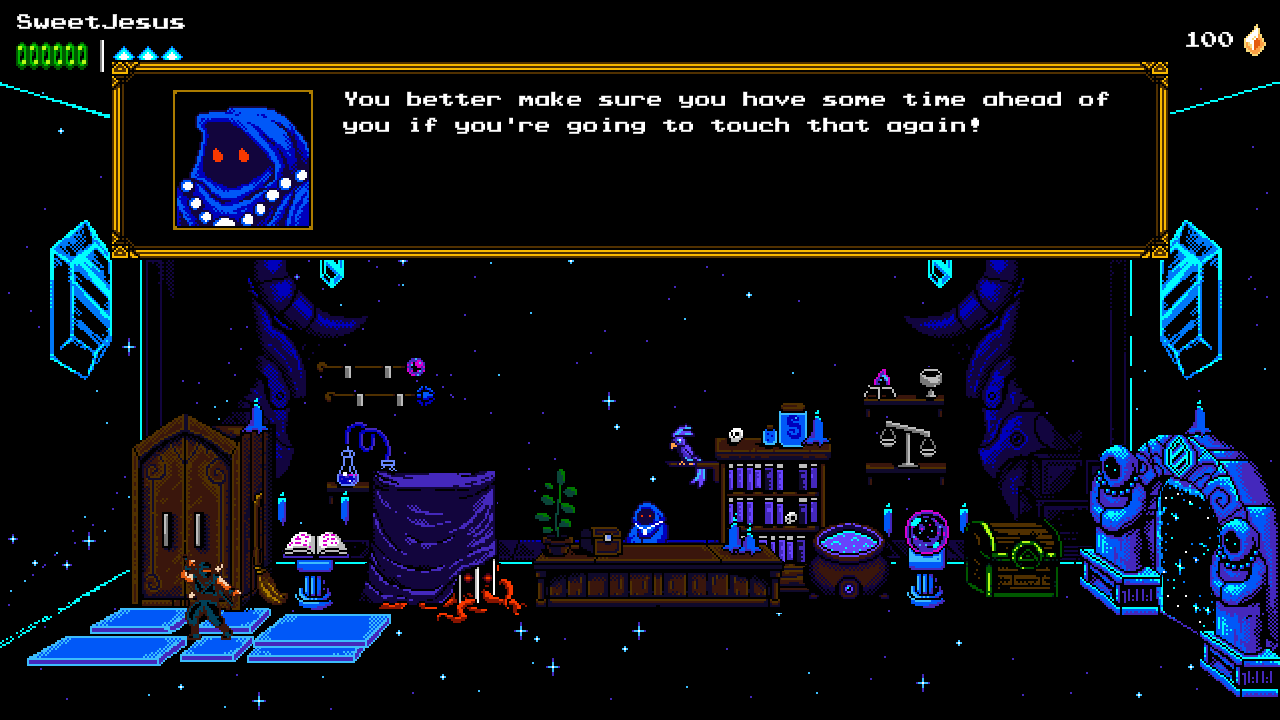 SweetJesus
100
You better make sure you have some time ahead of
you if you're going to touch that again!